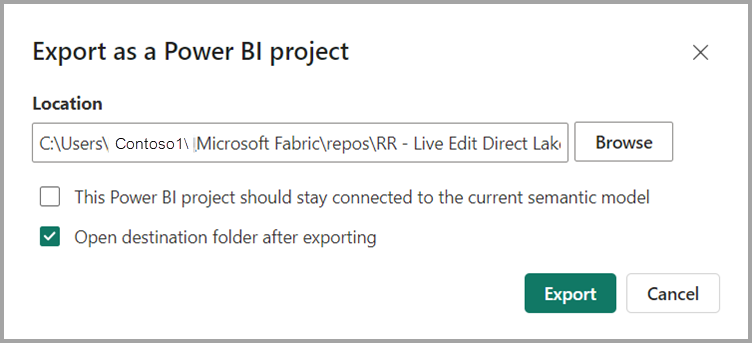 Export as a Power BI project
Location
C:\Users\ Contoso1\ Microsoft Fabric\repos\RR - Live Edit Direct Lake
Browse
This Power BI project should stay connected to the current semantic model
Open destination folder after exporting
Export
Cancel